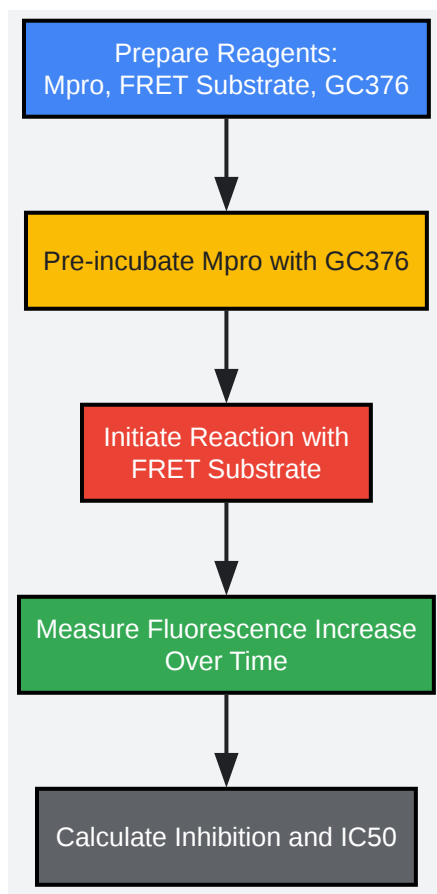 Prepare Reagents:
Mpro, FRET Substrate, GC376
Pre-incubate Mpro with GC376
Initiate Reaction with
FRET Substrate
Measure Fluorescence Increase
Over Time
Calculate Inhibition and IC50